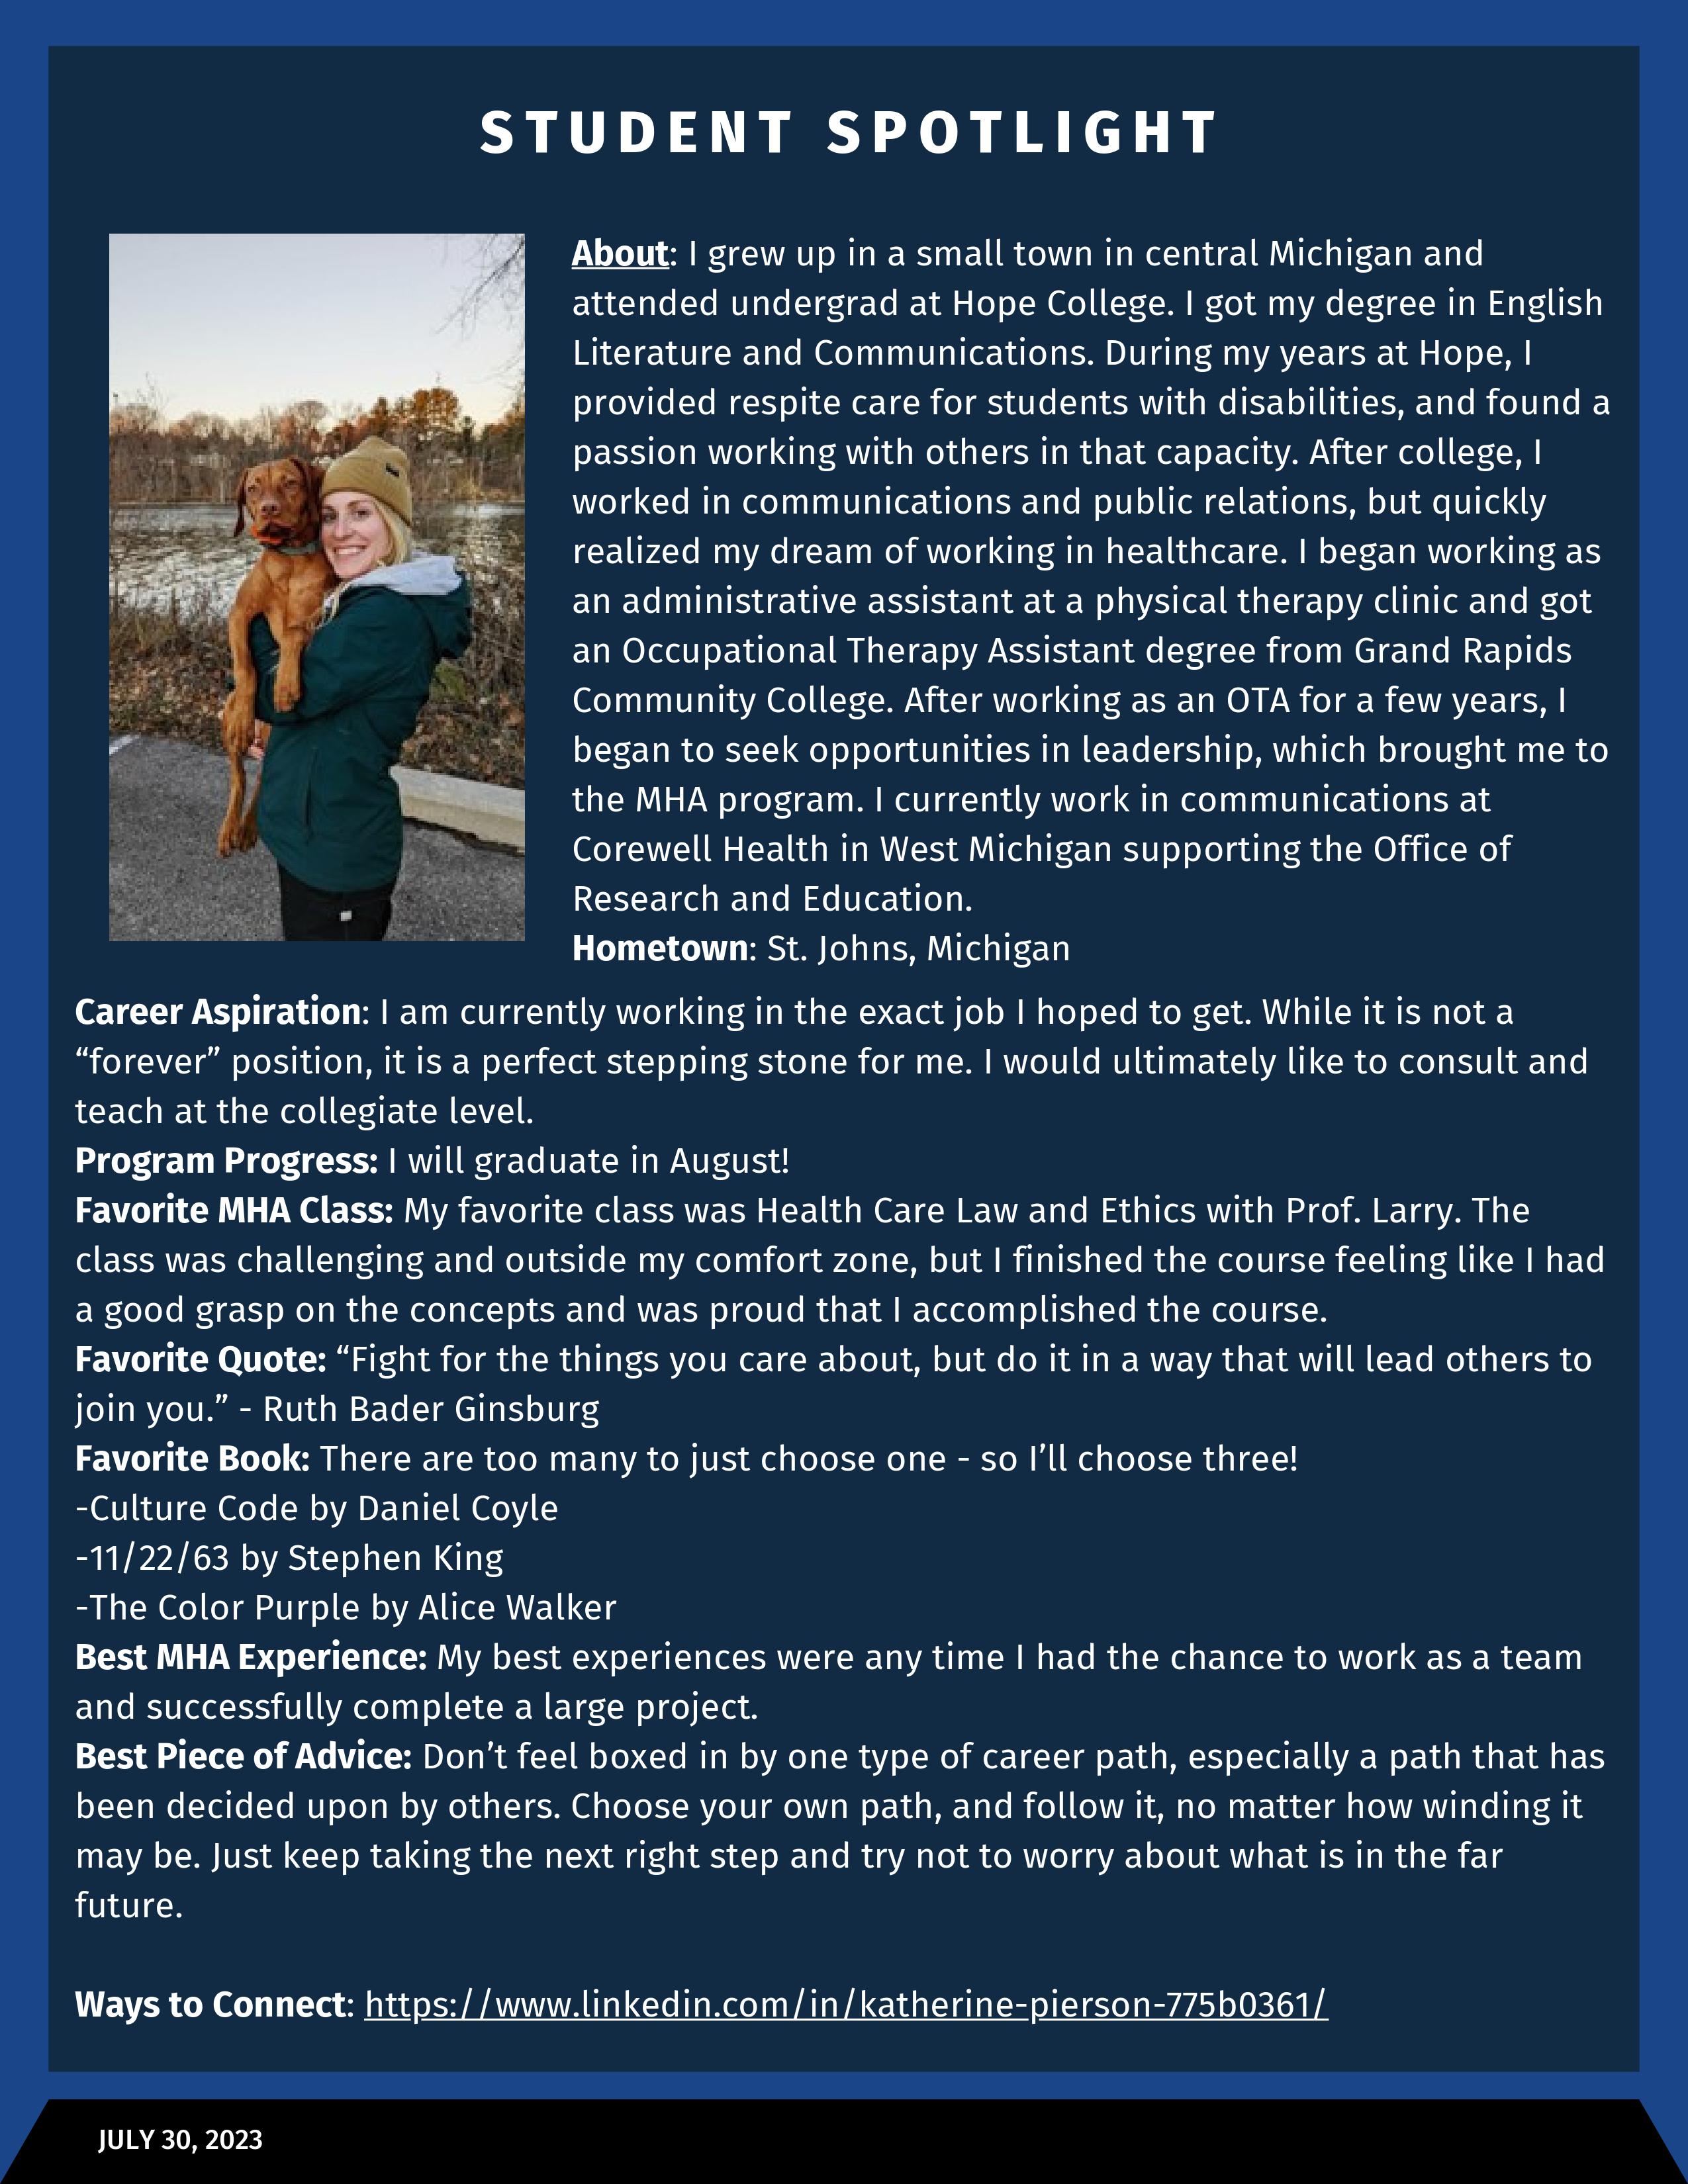 STUDENT SPOTLIGHT
About: I grew up in a small town in central Michigan and
attended undergrad at Hope College. I got my degree in English
Literature and Communications. During my years at Hope, I
provided respite care for students with disabilities, and found a
passion working with others in that capacity. After college, I
worked in communications and public relations, but quickly
realized my dream of working in healthcare. I began working as
an administrative assistant at a physical therapy clinic and got
an Occupational Therapy Assistant degree from Grand Rapids
Community College. After working as an OTA for a few years, I
began to seek opportunities in leadership, which brought me to
the MHA program. I currently work in communications at
Corewell Health in West Michigan supporting the Office of
Research and Education.
Hometown: St. Johns, Michigan
Career Aspiration: I am currently working in the exact job I hoped to get. While it is not a
“forever” position, it is a perfect stepping stone for me. I would ultimately like to consult and
teach at the collegiate level.
Program Progress: I will graduate in August!
Favorite MHA Class: My favorite class was Health Care Law and Ethics with Prof. Larry. The
class was challenging and outside my comfort zone, but I finished the course feeling like I had
a good grasp on the concepts and was proud that I accomplished the course.
Favorite Quote: “Fight for the things you care about, but do it in a way that will lead others to
join you.” - Ruth Bader Ginsburg
Favorite Book: There are too many to just choose one - so I’ll choose three!
-Culture Code by Daniel Coyle
-11/22/63 by Stephen King
-The Color Purple by Alice Walker
Best MHA Experience: My best experiences were any time I had the chance to work as a team
and successfully complete a large project.
Best Piece of Advice: Don’t feel boxed in by one type of career path, especially a path that has
been decided upon by others. Choose your own path, and follow it, no matter how winding it
may be. Just keep taking the next right step and try not to worry about what is in the far
future.
Ways to Connect: https://www.linkedin.com/in/katherine-pierson-775b0361/
JULY 30, 2023